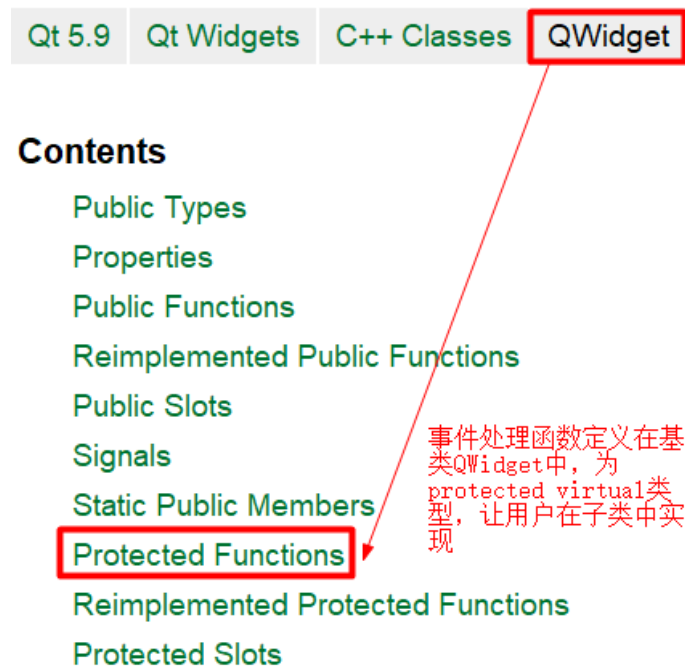 Qt 5.9 Qt Widgets C++ Classes QWidget
Contents
Public Types
Properties
Public Functions
Reimplemented Public Functions
Public Slots
Signals
Static Public Members
Protected Functions
Reimplemented Protected Functions
Protected Slots
事件处理函数定义在基
类QWidget中，为
protected virtual类
型，让用户在子类中实
现